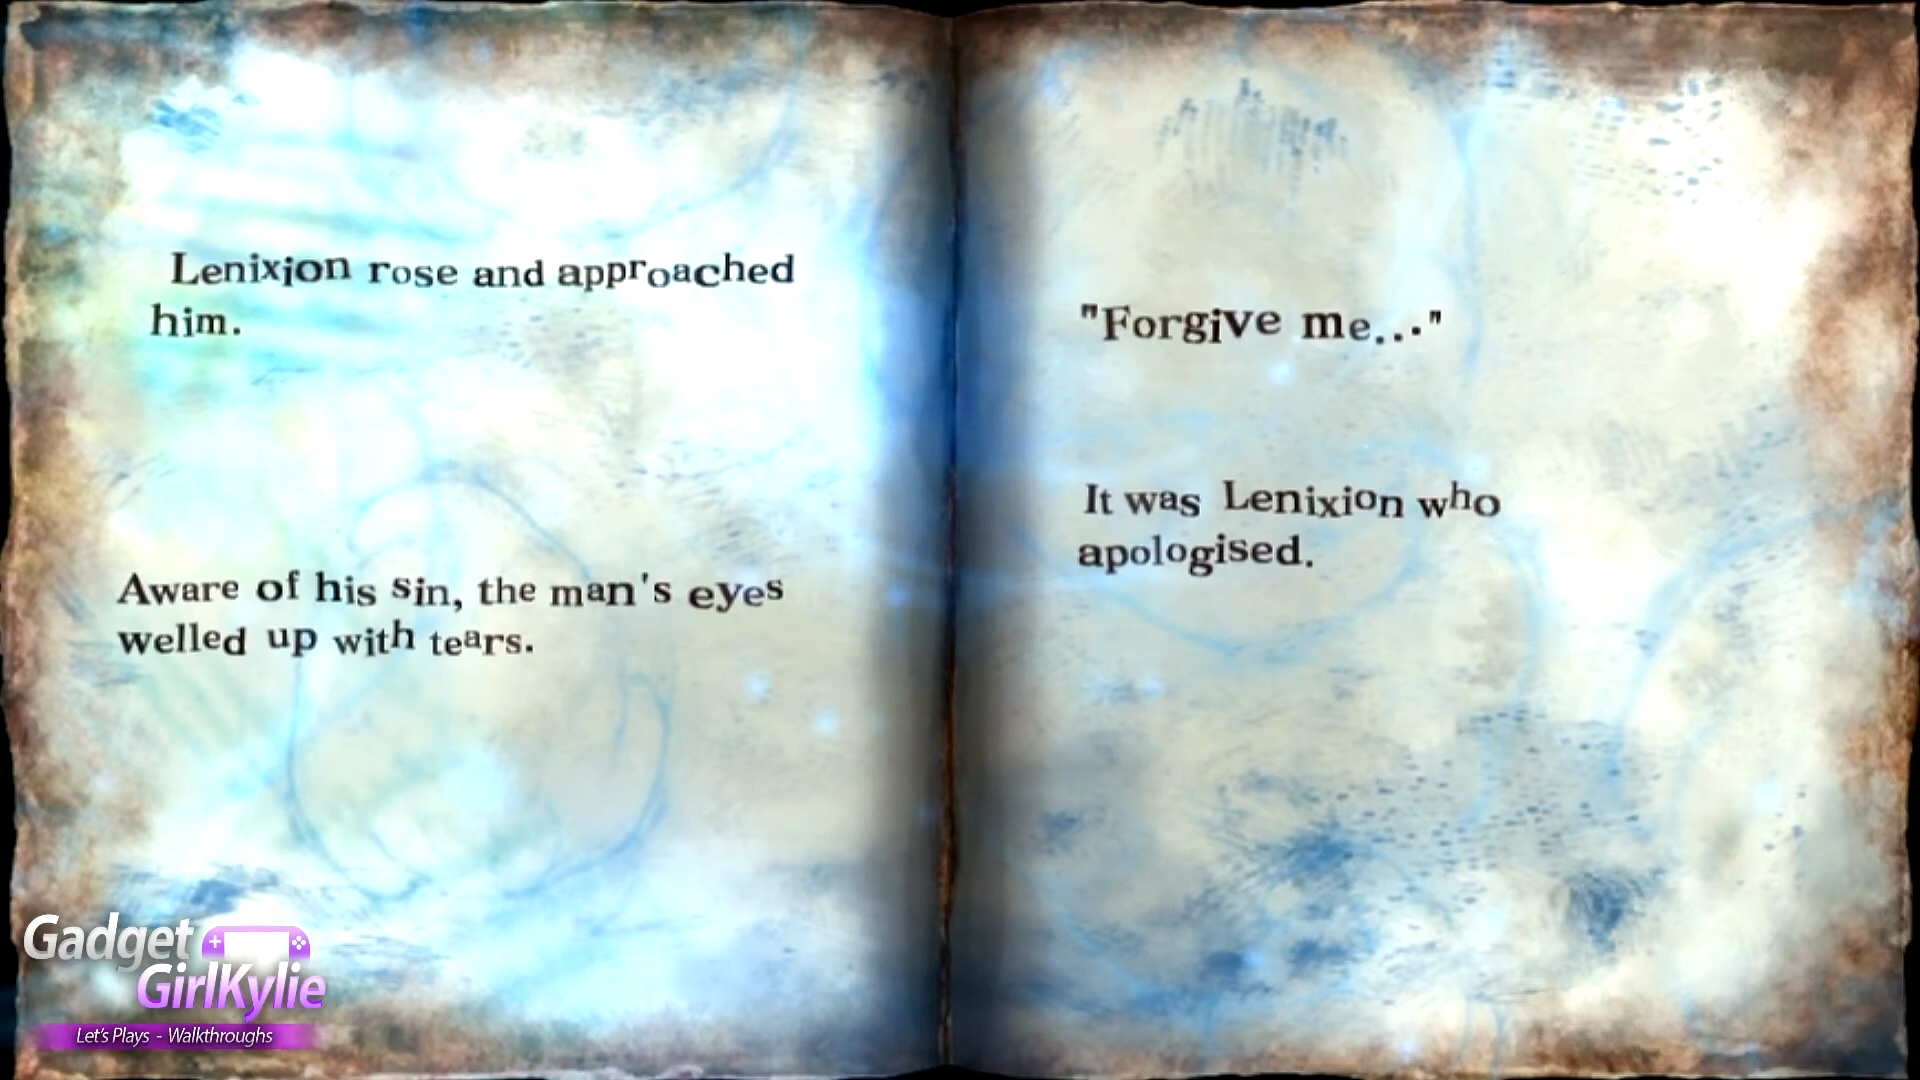 Lenixion rose and approached
him.
Aware of his sin, the man's eyes
welled up with tears.
"Forgive me..."
It was Lenixion who
apologised.
Gadget
GirlKylie
Let's Plays - Walkthroughs